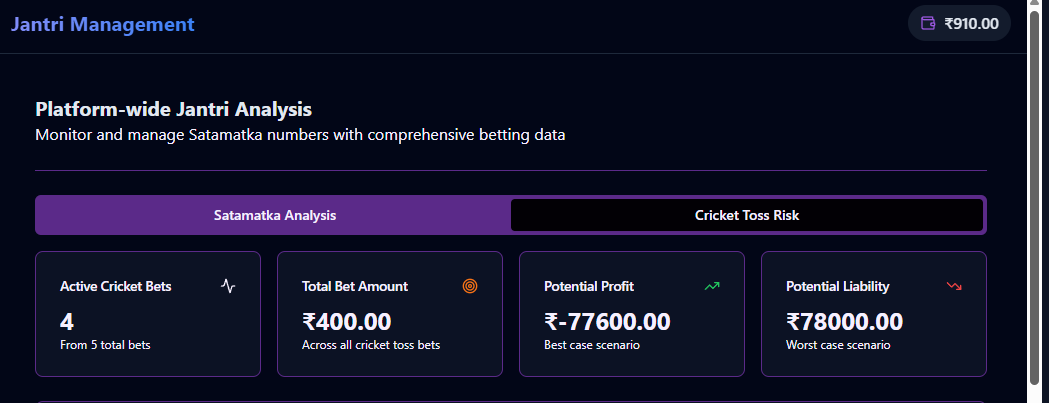 Jantri Management
₹910.00
Platform-wide Jantri Analysis
Monitor and manage Satamatka numbers with comprehensive betting data
Satamatka Analysis
Cricket Toss Risk
Active Cricket Bets
4
From 5 total bets
Total Bet Amount
₹400.00
Across all cricket toss bets
Potential Profit
₹-77600.00
Best case scenario
Potential Liability
₹78000.00
Worst case scenario